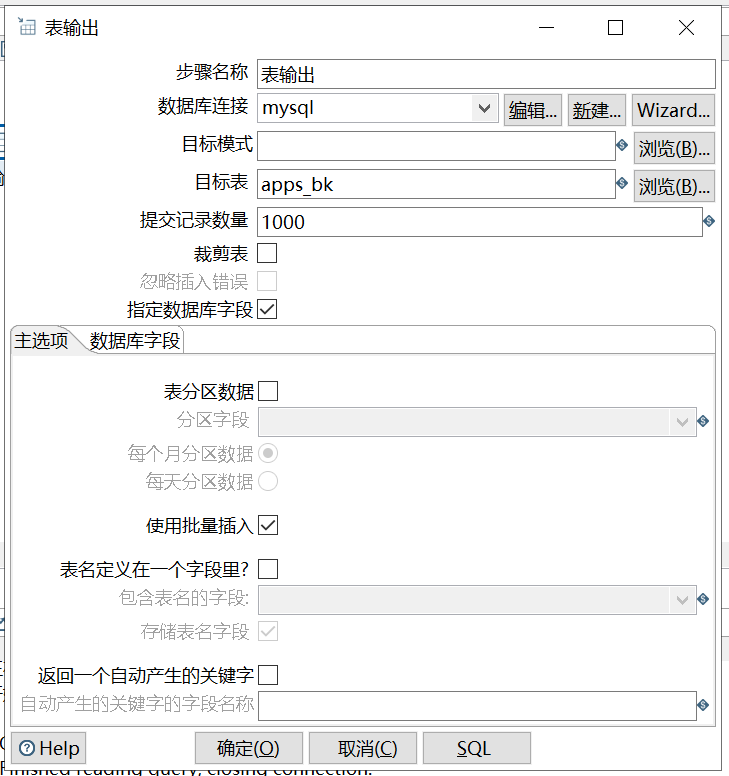 表输出
步骤名称 表输出
数据库连接 mysql 编辑... 新建... Wizard...
目标模式 浏览(B)...
目标表 apps_bk 浏览(B)...
提交记录数量 1000
裁剪表
忽略插入错误
指定数据库字段
主选项 数据库字段
表分区数据
分区字段
每个月分区数据
每天分区数据
使用批量插入
表名定义在一个字段里?
包含表名的字段:
存储表名字段
返回一个自动产生的关键字
自动产生的关键字的字段名称
Help 确定(O) 取消(C) SQL
Finished reading query, closing connection.